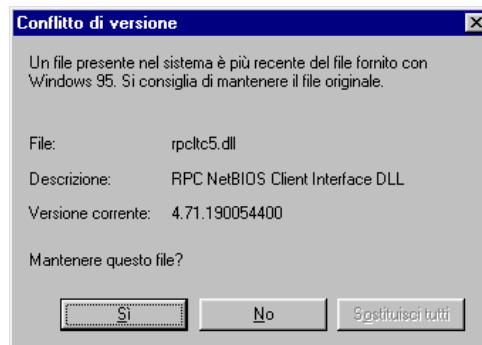 Conflitto di versione
Un file presente nel sistema è più recente del file fornito con
Windows 95. Si consiglia di mantenere il file originale.
File: rpcltc5.dll
Descrizione: RPC NetBIOS Client Interface DLL
Versione corrente: 4.71.190054400
Mantenere questo file?
Sì No Sostituisci tutti